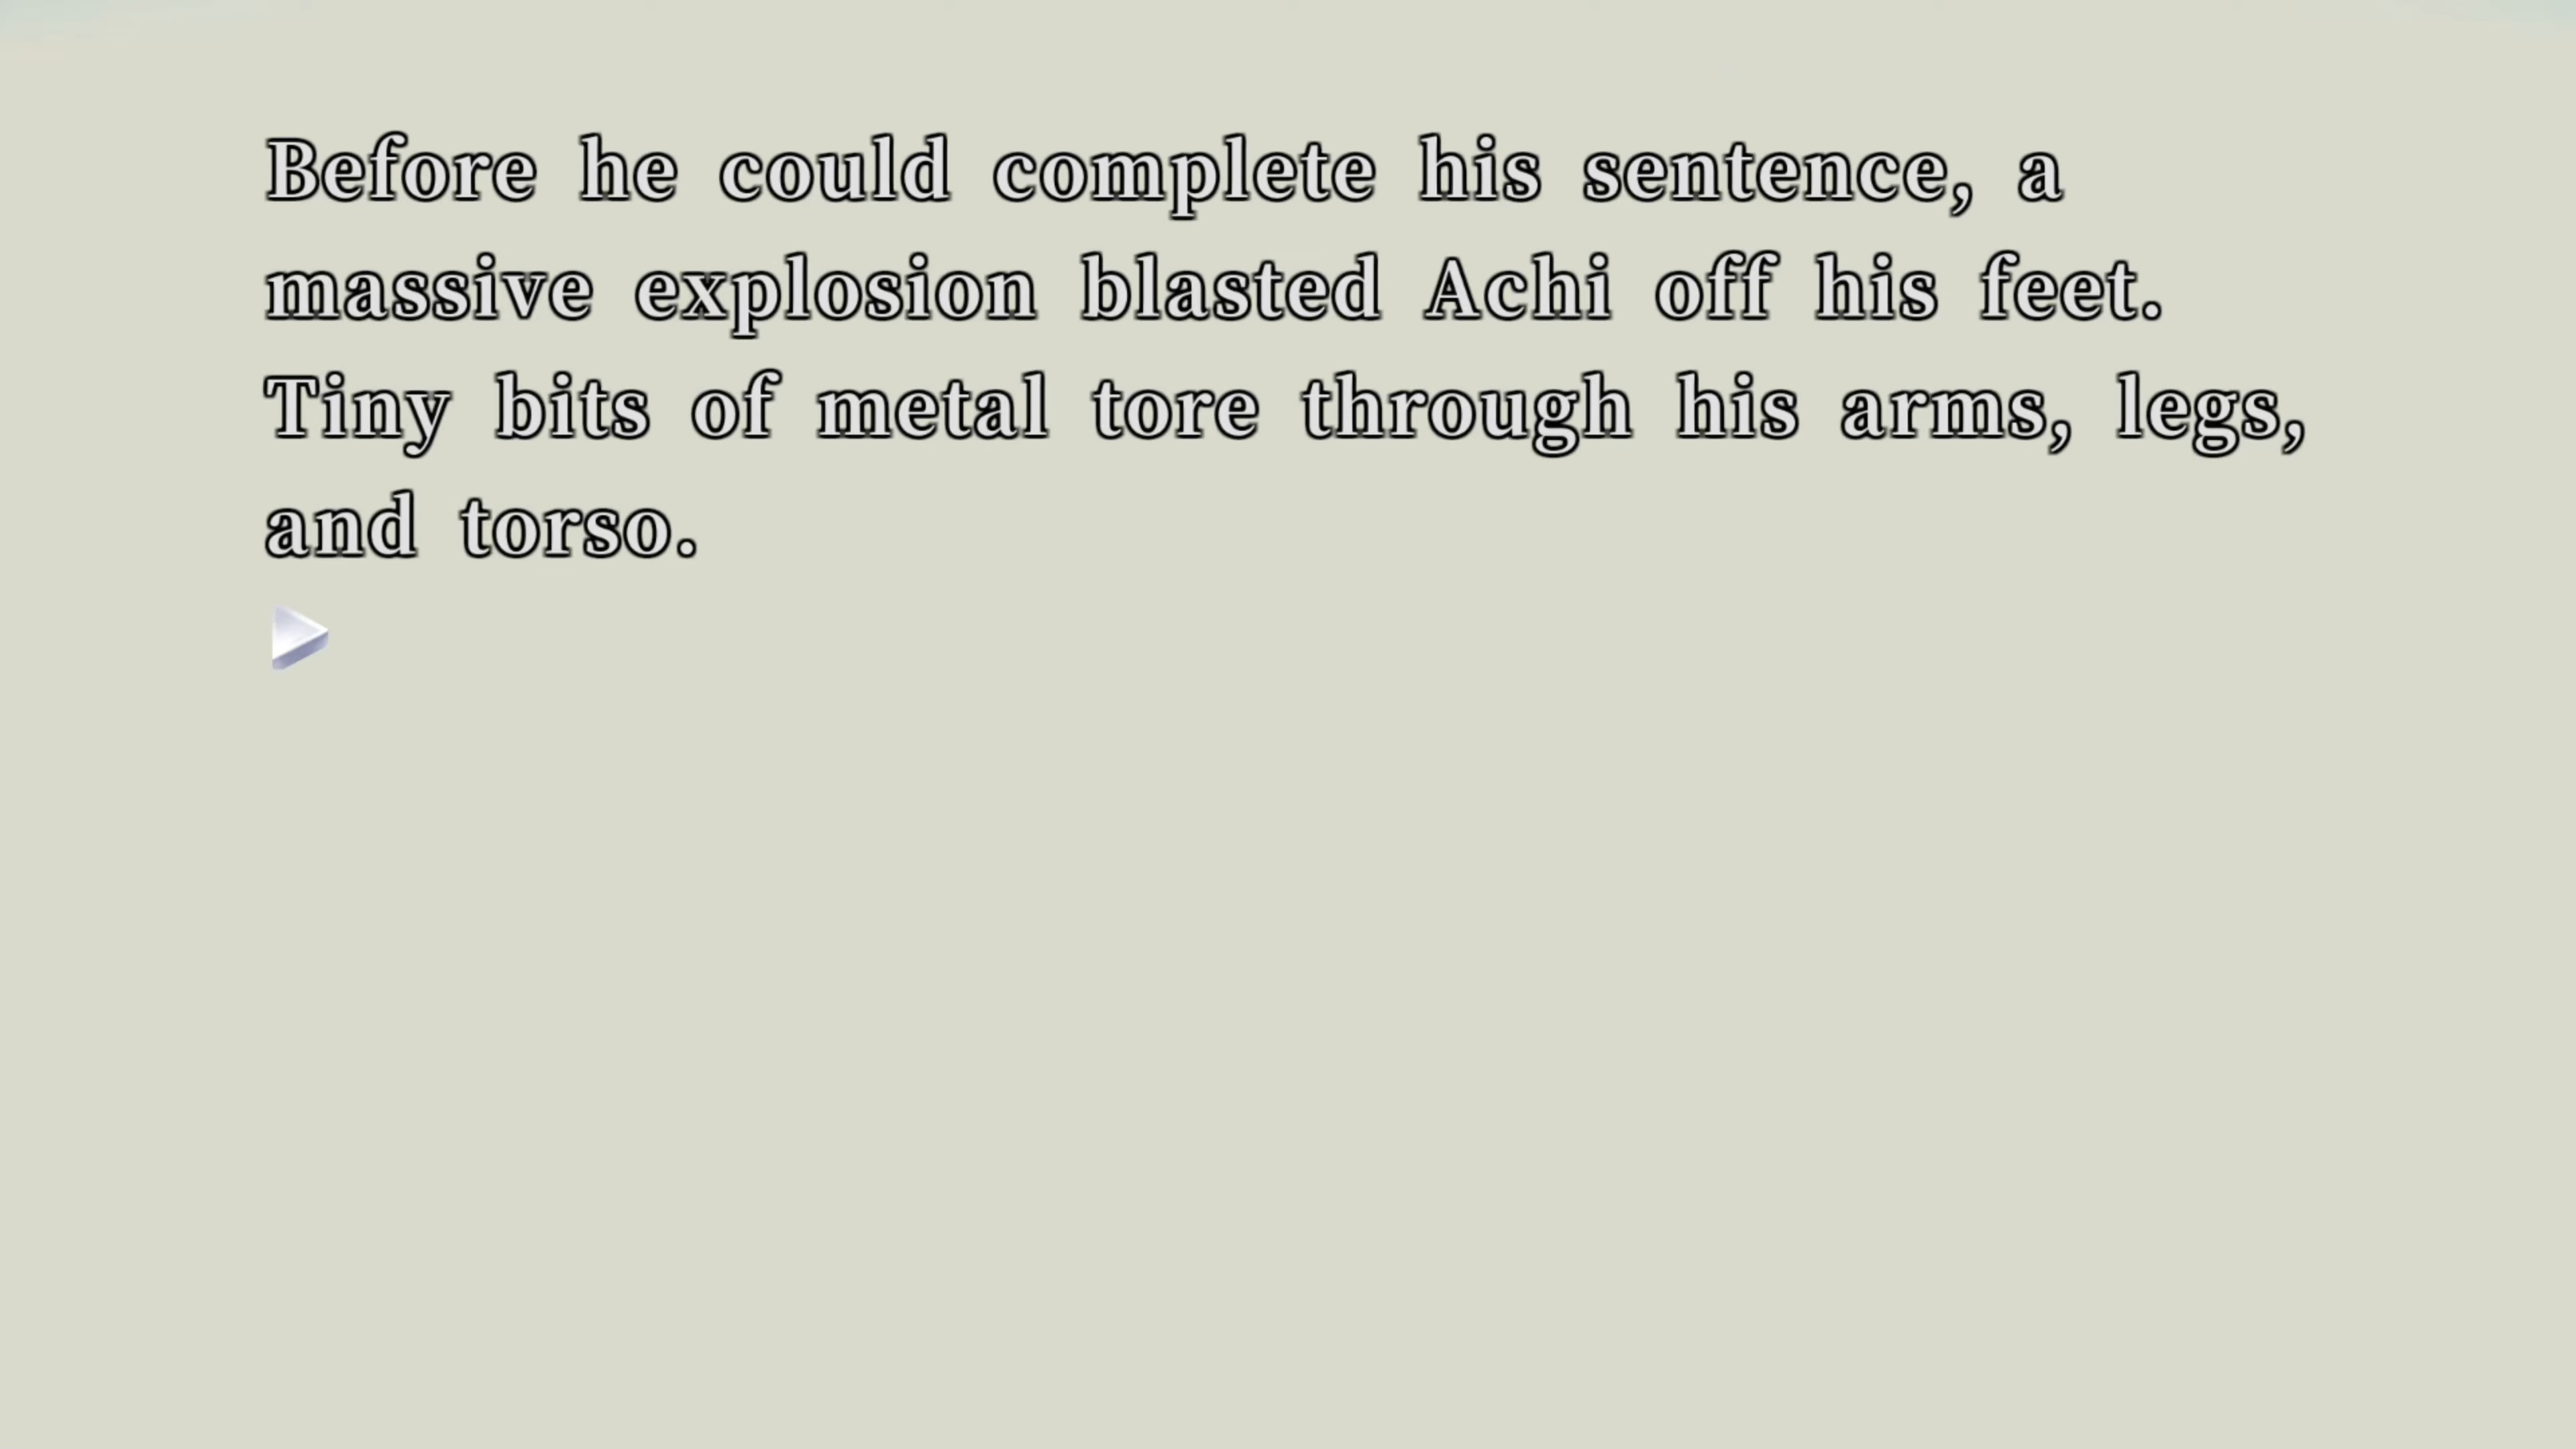 Before he could complete his sentence, a
massive explosion blasted Achi off his feet.
Tiny bits of metal tore through his arms, legs,
and torso.